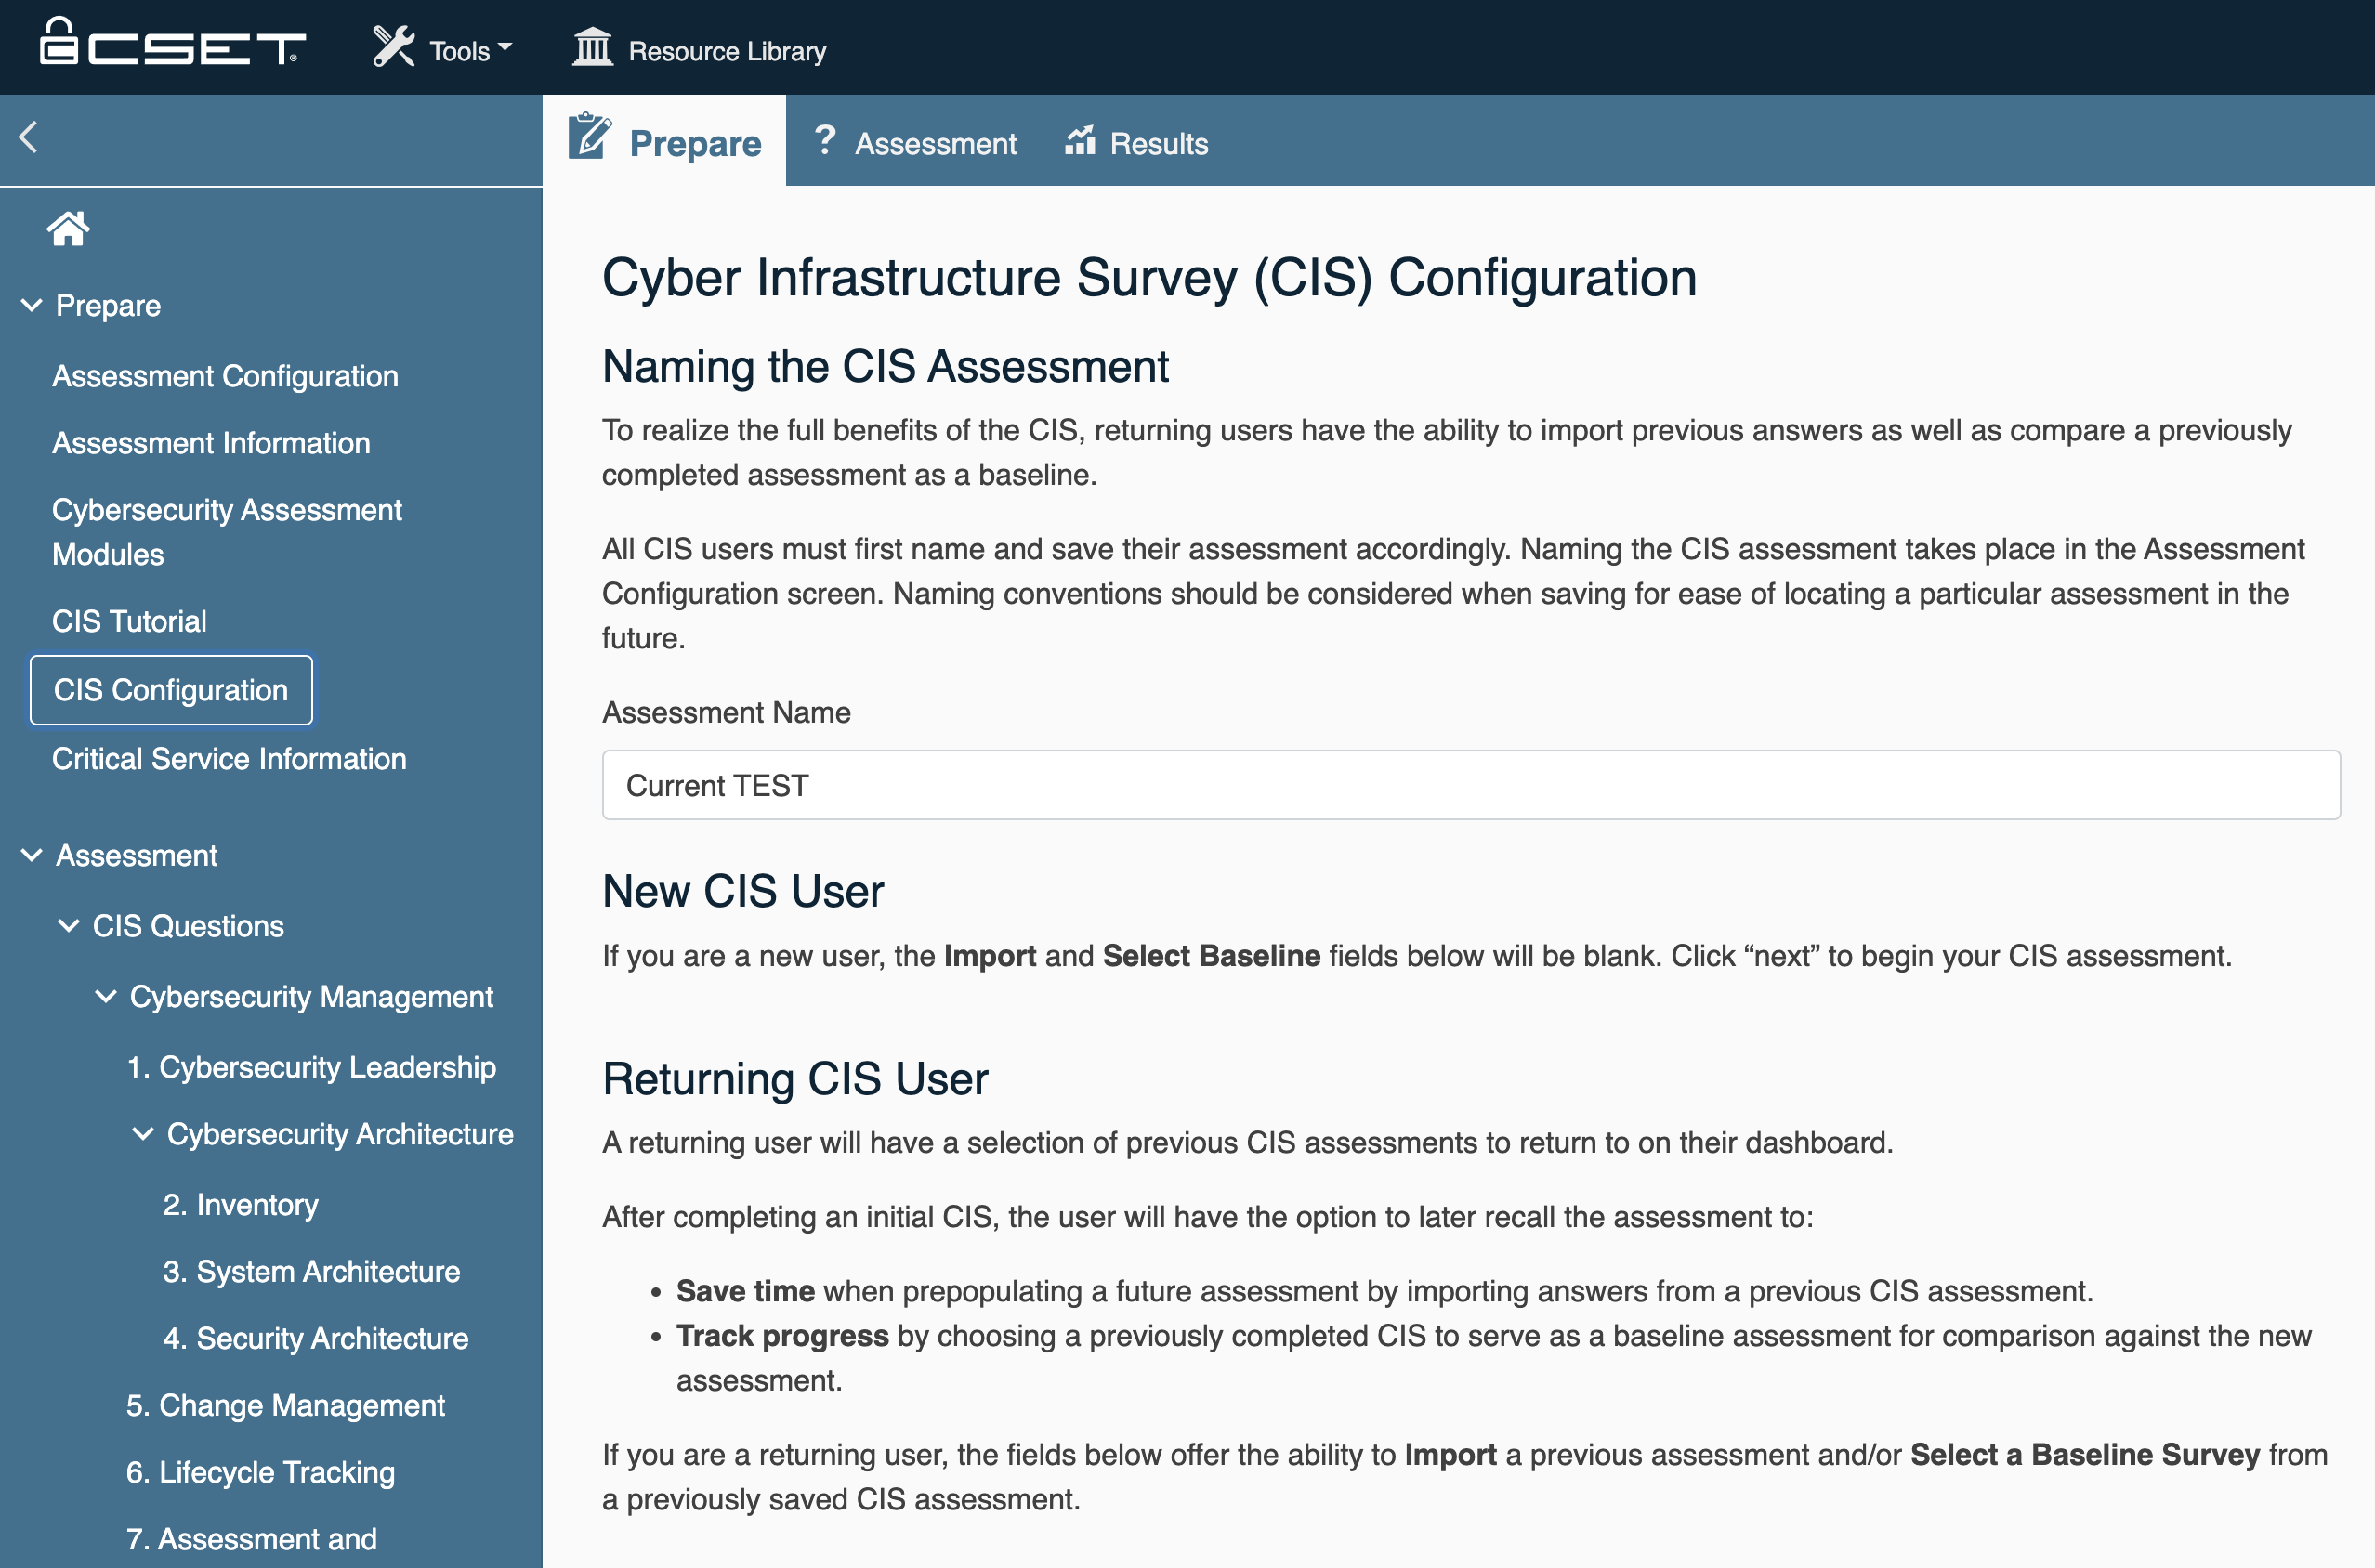 CSET®
Tools
Resource Library
Prepare
Assessment
Results
Prepare
Assessment Configuration
Assessment Information
Cybersecurity Assessment
Modules
CIS Tutorial
CIS Configuration
Critical Service Information
Assessment
CIS Questions
Cybersecurity Management
1. Cybersecurity Leadership
Cybersecurity Architecture
2. Inventory
3. System Architecture
4. Security Architecture
5. Change Management
6. Lifecycle Tracking
7. Assessment and
Cyber Infrastructure Survey (CIS) Configuration
Naming the CIS Assessment
To realize the full benefits of the CIS, returning users have the ability to import previous answers as well as compare a previously
completed assessment as a baseline.
All CIS users must first name and save their assessment accordingly. Naming the CIS assessment takes place in the Assessment
Configuration screen. Naming conventions should be considered when saving for ease of locating a particular assessment in the
future.
Assessment Name
Current TEST
New CIS User
If you are a new user, the Import and Select Baseline fields below will be blank. Click “next” to begin your CIS assessment.
Returning CIS User
A returning user will have a selection of previous CIS assessments to return to on their dashboard.
After completing an initial CIS, the user will have the option to later recall the assessment to:
• Save time when prepopulating a future assessment by importing answers from a previous CIS assessment.
• Track progress by choosing a previously completed CIS to serve as a baseline assessment for comparison against the new
assessment.
If you are a returning user, the fields below offer the ability to Import a previous assessment and/or Select a Baseline Survey from
a previously saved CIS assessment.